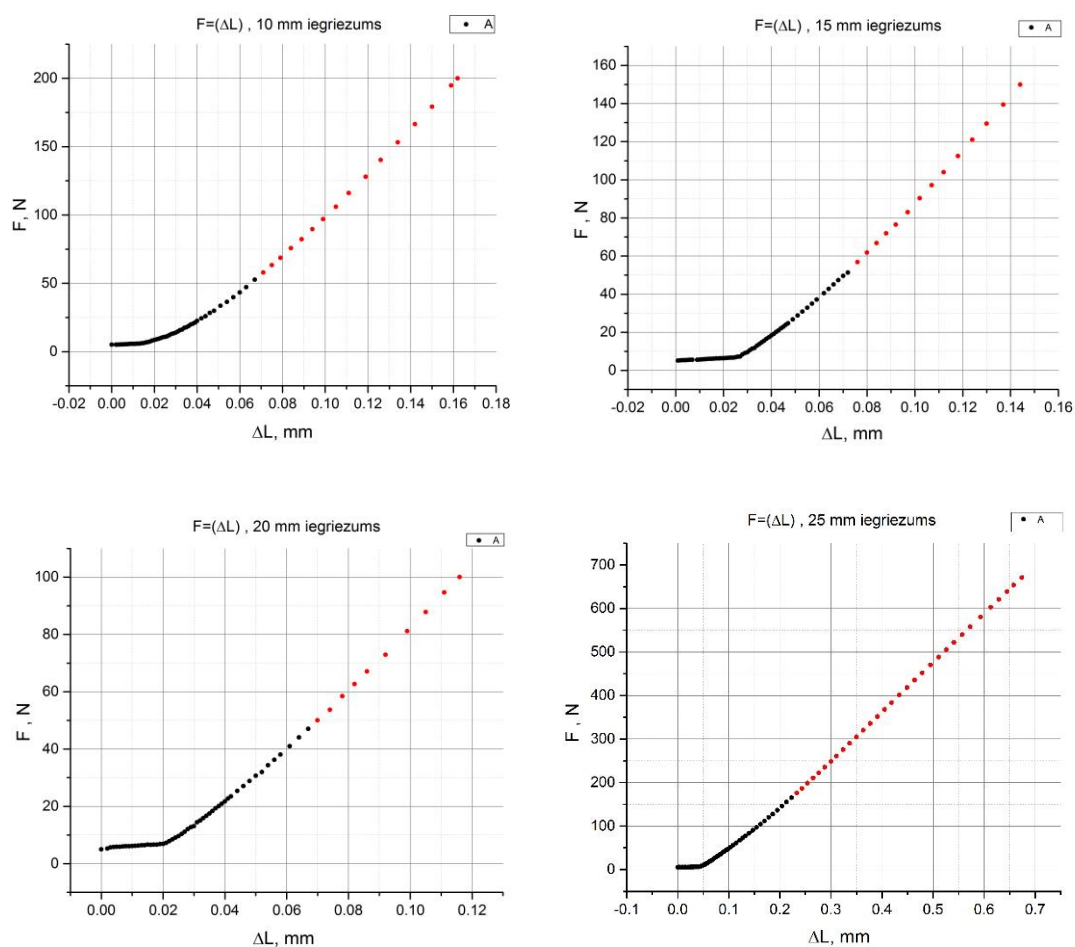 F=(ΔL) , 10 mm iegriezums
A
200
150
100
50
0
F, N
-0.02 0.00 0.02 0.04 0.06 0.08 0.10 0.12 0.14 0.16 0.18
ΔL, mm
F=(ΔL) , 15 mm iegriezums
A
160
140
120
100
80
60
40
20
0
F, N
-0.02 0.00 0.02 0.04 0.06 0.08 0.10 0.12 0.14 0.16
ΔL, mm
F=(ΔL) , 20 mm iegriezums
A
100
80
60
40
20
0
F, N
0.00 0.02 0.04 0.06 0.08 0.10 0.12
ΔL, mm
F=(ΔL) , 25 mm iegriezums
A
700
600
500
400
300
200
100
0
F, N
-0.1 0.0 0.1 0.2 0.3 0.4 0.5 0.6 0.7
ΔL, mm